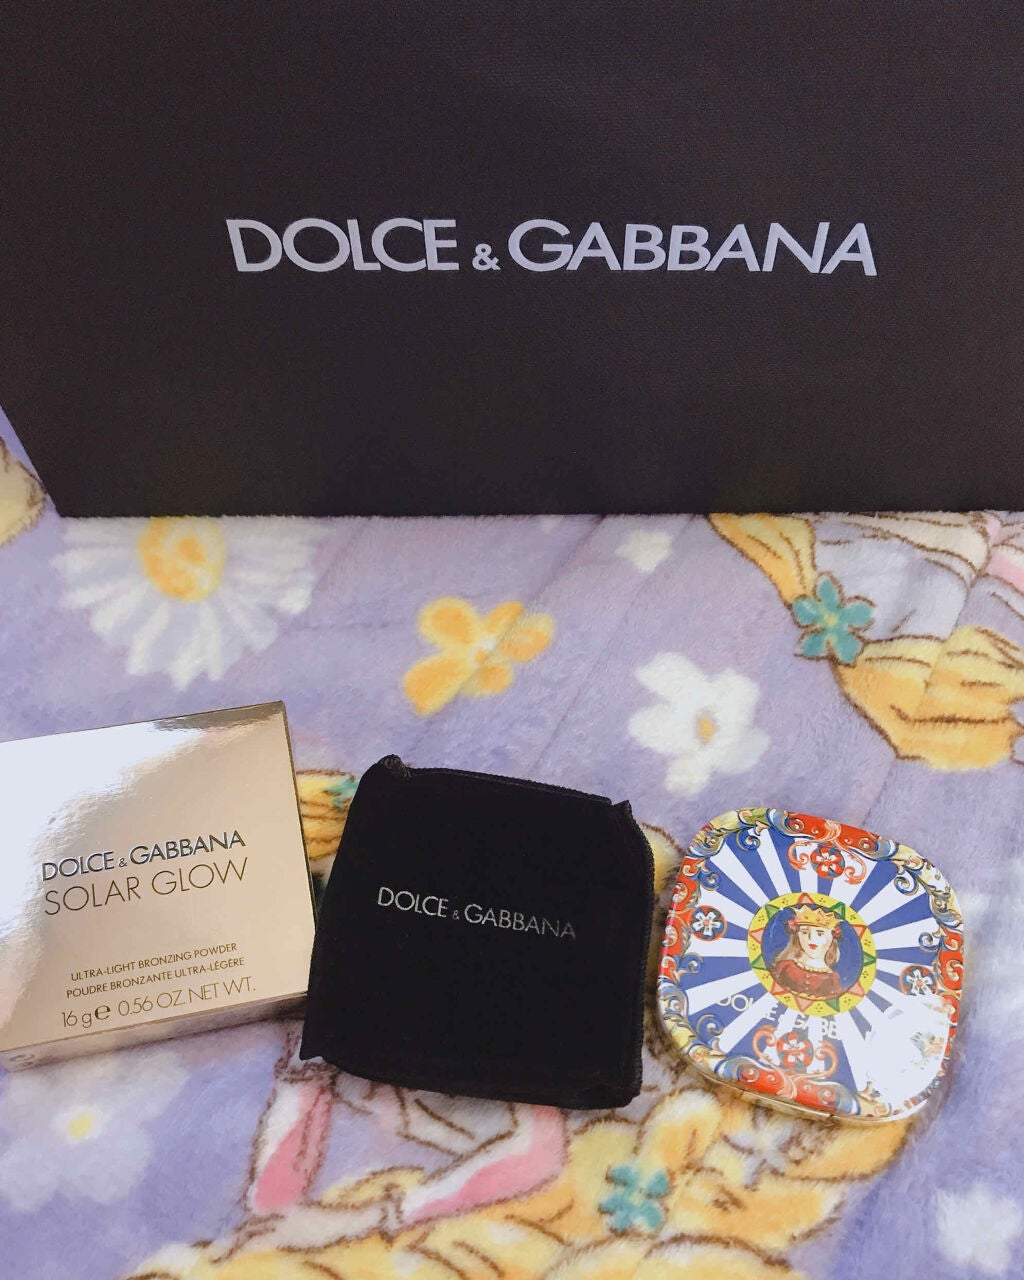 DOLCE & GABBANA
DOLCE & GABBANA
SOLAR GLOW
ULTRA-LIGHT BRONZING POWDER
POUDRE BRONZANTE ULTRA-LÉGÈRE
16 g e 0.56 OZ. NET WT.
DOLCE & GABBANA